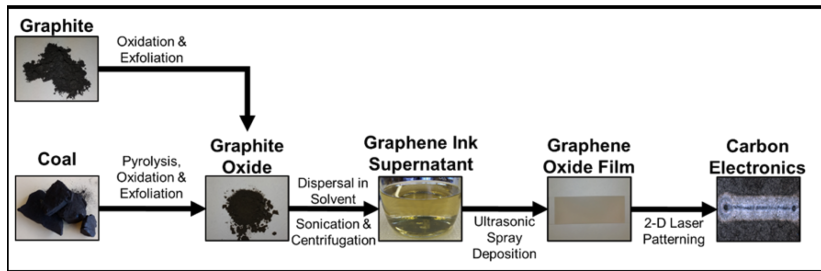 Graphite
Oxidation &
Exfoliation
Coal
Pyrolysis,
Oxidation &
Exfoliation
Graphite
Oxide
Dispersal in
Solvent
Sonication &
Centrifugation
Graphene Ink
Supernatant
Ultrasonic
Spray
Deposition
Graphene
Oxide Film
2-D Laser
Patterning
Carbon
Electronics